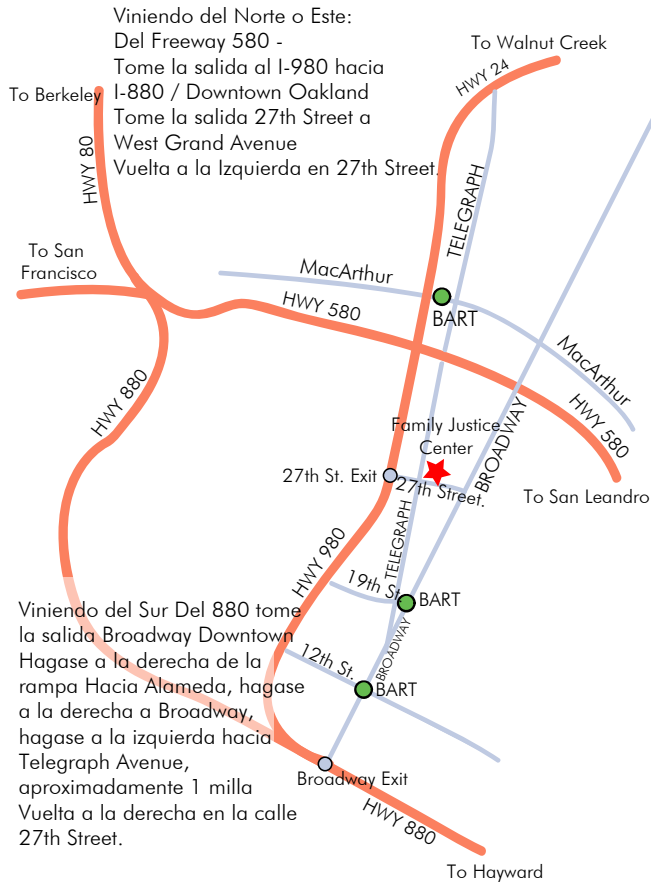 Viniendo del Norte o Este:
Del Freeway 580 -
Tome la salida al I-980 hacia
I-880 / Downtown Oakland
Tome la salida 27th Street a
West Grand Avenue
Vuelta a la Izquierda en 27th Street.
To Walnut Creek
HWY 24
To Berkeley
HWY 80
TELEGRAPH
To San
Francisco
MacArthur
HWY 580
BART
MacArthur
HWY 880
HWY 580
BROADWAY
Family Justice
Center
27th St. Exit
27th Street.
To San Leandro
TELEGRAPH
HWY 980
19th St.
BART
BROADWAY
12th St.
BART
Viniendo del Sur Del 880 tome
la salida Broadway Downtown
Hagase a la derecha de la
rampa Hacia Alameda, hagase
a la derecha a Broadway,
hagase a la izquierda hacia
Telegraph Avenue,
aproximadamente 1 milla
Vuelta a la derecha en la calle
27th Street.
Broadway Exit
HWY 880
To Hayward